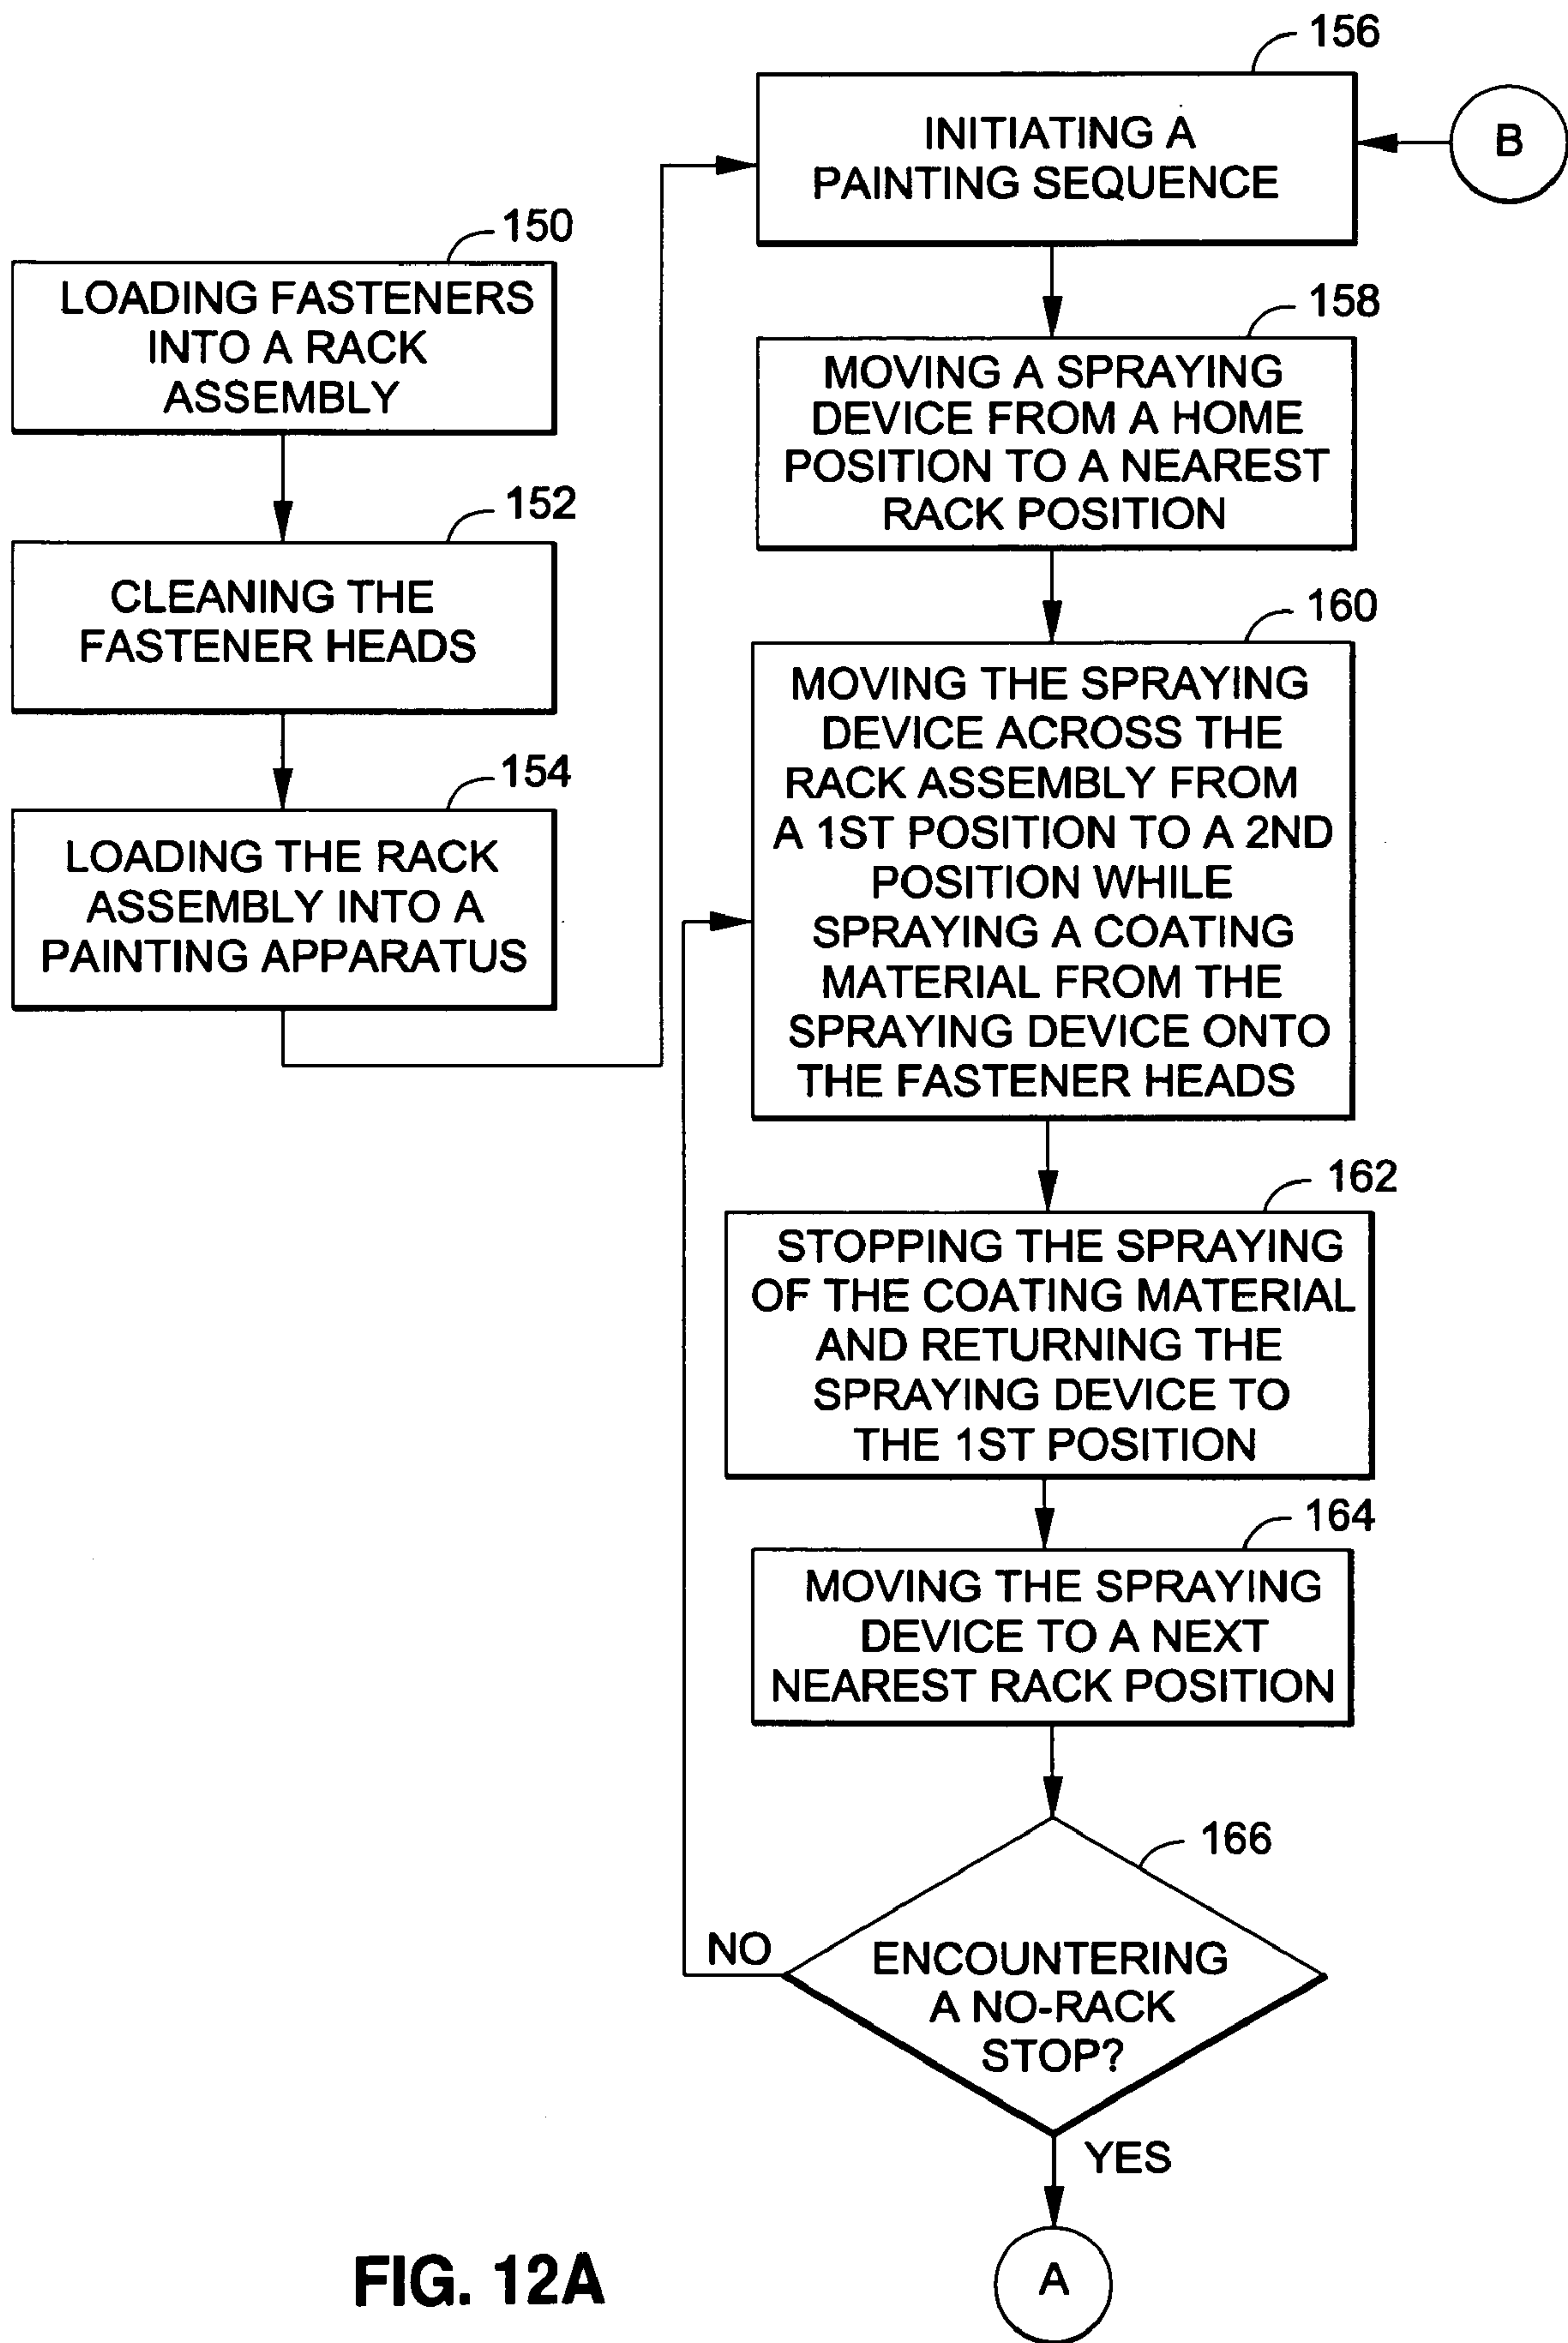 150
LOADING FASTENERS
INTO A RACK
ASSEMBLY
152
CLEANING THE
FASTENER HEADS
154
LOADING THE RACK
ASSEMBLY INTO A
PAINTING APPARATUS
156
INITIATING A
PAINTING SEQUENCE
B
158
MOVING A SPRAYING
DEVICE FROM A HOME
POSITION TO A NEAREST
RACK POSITION
160
MOVING THE SPRAYING
DEVICE ACROSS THE
RACK ASSEMBLY FROM
A 1ST POSITION TO A 2ND
POSITION WHILE
SPRAYING A COATING
MATERIAL FROM THE
SPRAYING DEVICE ONTO
THE FASTENER HEADS
162
STOPPING THE SPRAYING
OF THE COATING MATERIAL
AND RETURNING THE
SPRAYING DEVICE TO
THE 1ST POSITION
164
MOVING THE SPRAYING
DEVICE TO A NEXT
NEAREST RACK POSITION
166
NO
ENCOUNTERING
A NO-RACK
STOP?
YES
A
FIG. 12A